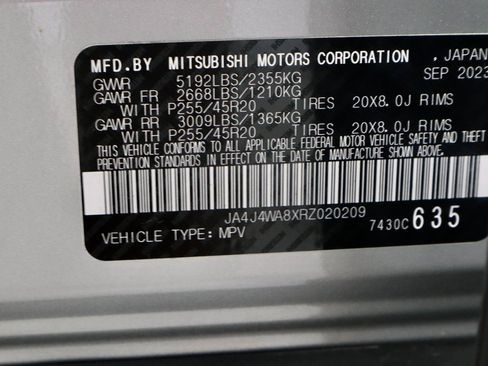 MFD.BY MITSUBISHI MOTORS CORPORATION , JAPAN
GVWR 5192LBS/2355KG SEP 2023
GAWR FR 2668LBS/1210KG
WITH P255/45R20 TIRES 20X8.0J RIMS
GAWR RR 3009LBS/1365KG
WITH P255/45R20 TIRES 20X8.0J RIMS
THIS VEHICLE CONFORMS TO ALL APPLICABLE FEDERAL MOTOR VEHICLE SAFETY AND THEFT
PREVENTION STANDARDS IN EFFECT ON THE DATE OF MANUFACTURE SHOWN ABOVE.
JA4J4WA8XRZ020209
VEHICLE TYPE: MPV 7430C 635